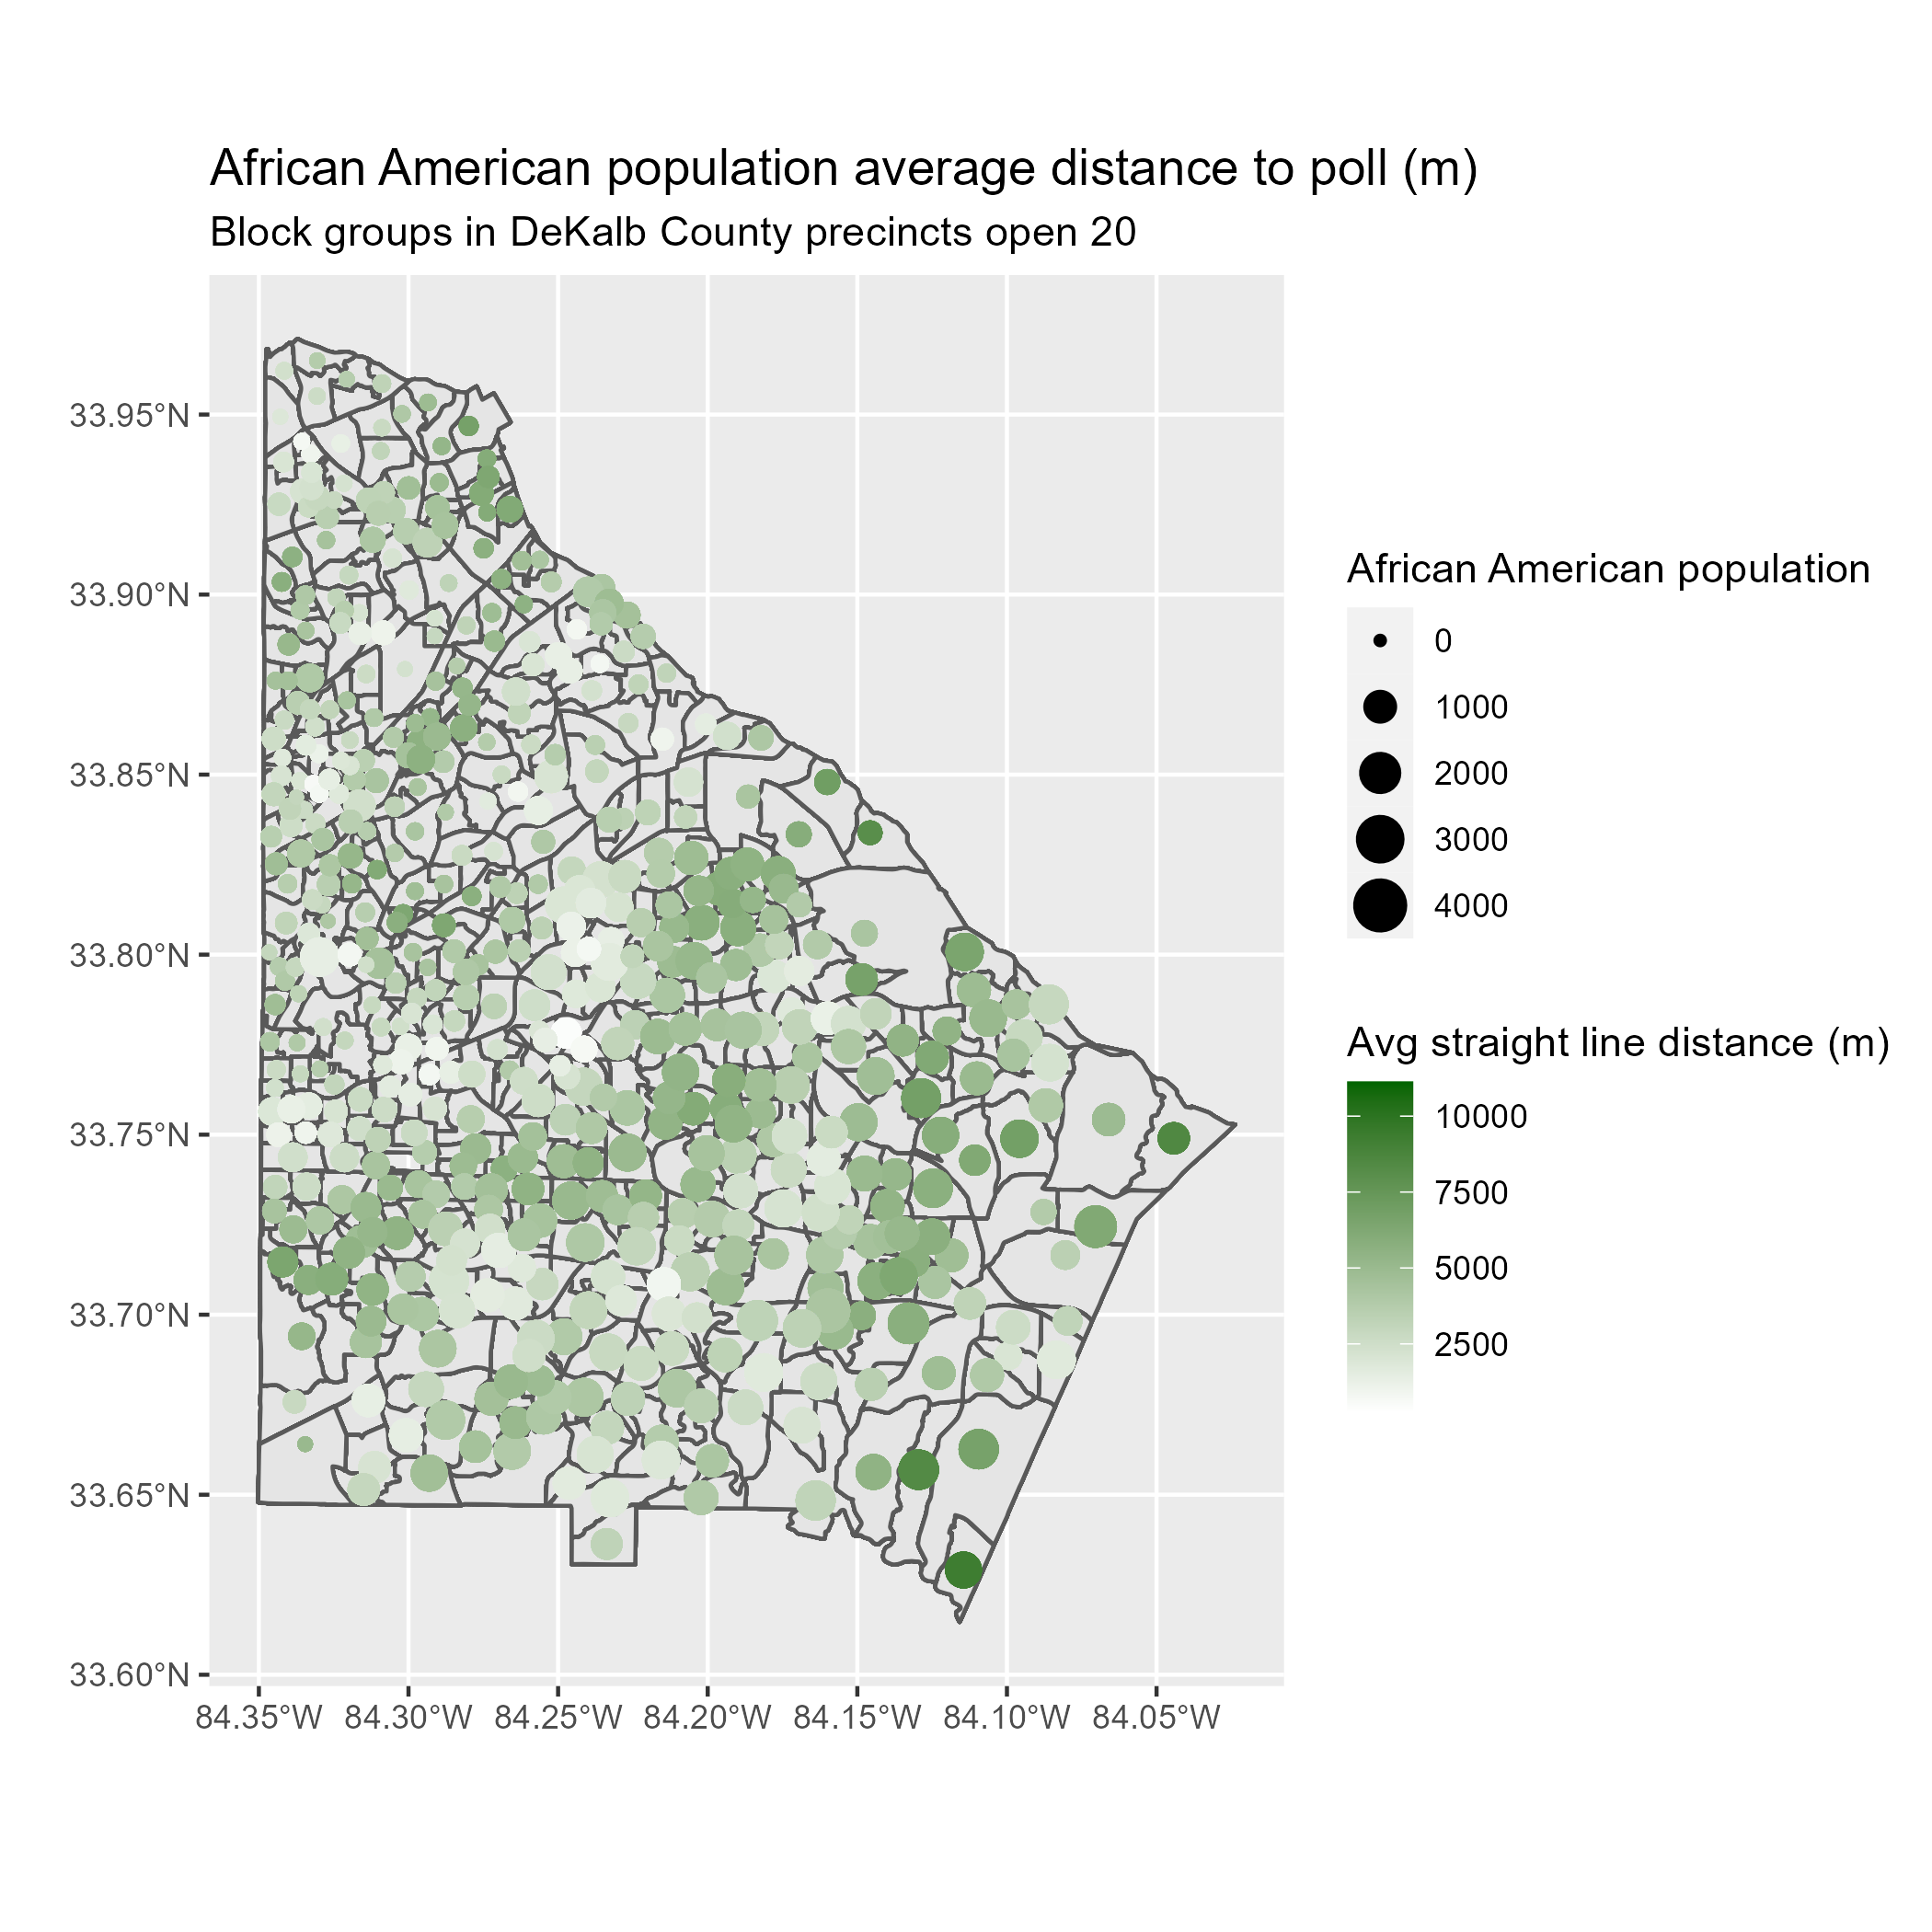 African American population average distance to poll (m)
Block groups in DeKalb County precincts open 20
33.95°N
33.90°N
33.85°N
33.80°N
33.75°N
33.70°N
33.65°N
33.60°N
84.35°W 84.30°W 84.25°W 84.20°W 84.15°W 84.10°W 84.05°W
African American population
0
1000
2000
3000
4000
Avg straight line distance (m)
10000
7500
5000
2500